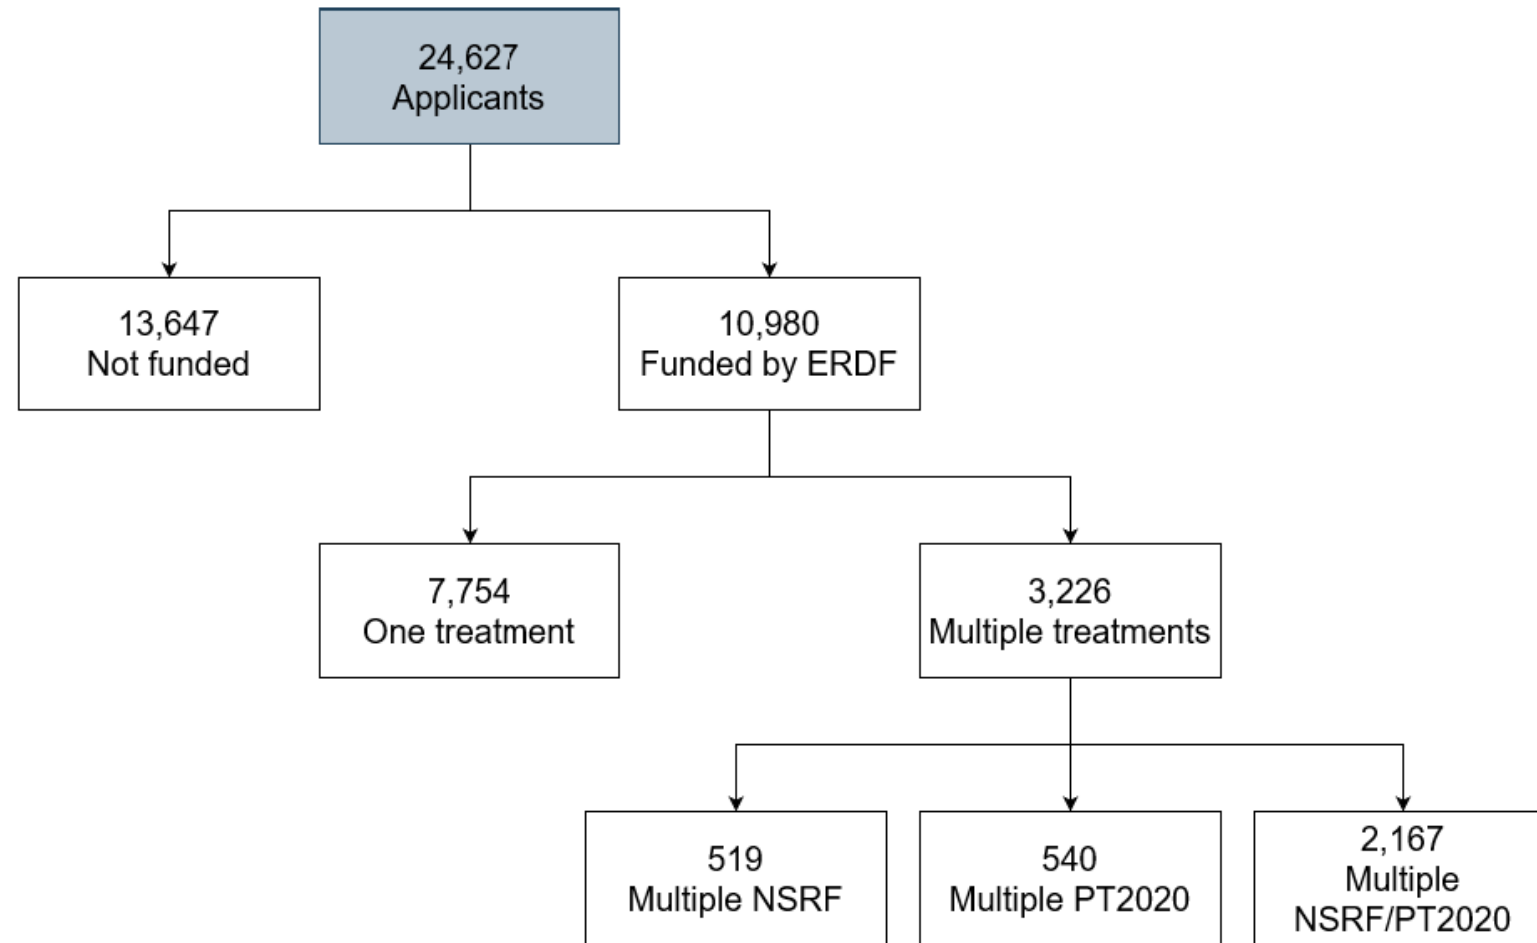 24,627
Applicants
13,647
Not funded
10,980
Funded by ERDF
7,754
One treatment
3,226
Multiple treatments
519
Multiple NSRF
540
Multiple PT2020
2,167
Multiple
NSRF/PT2020